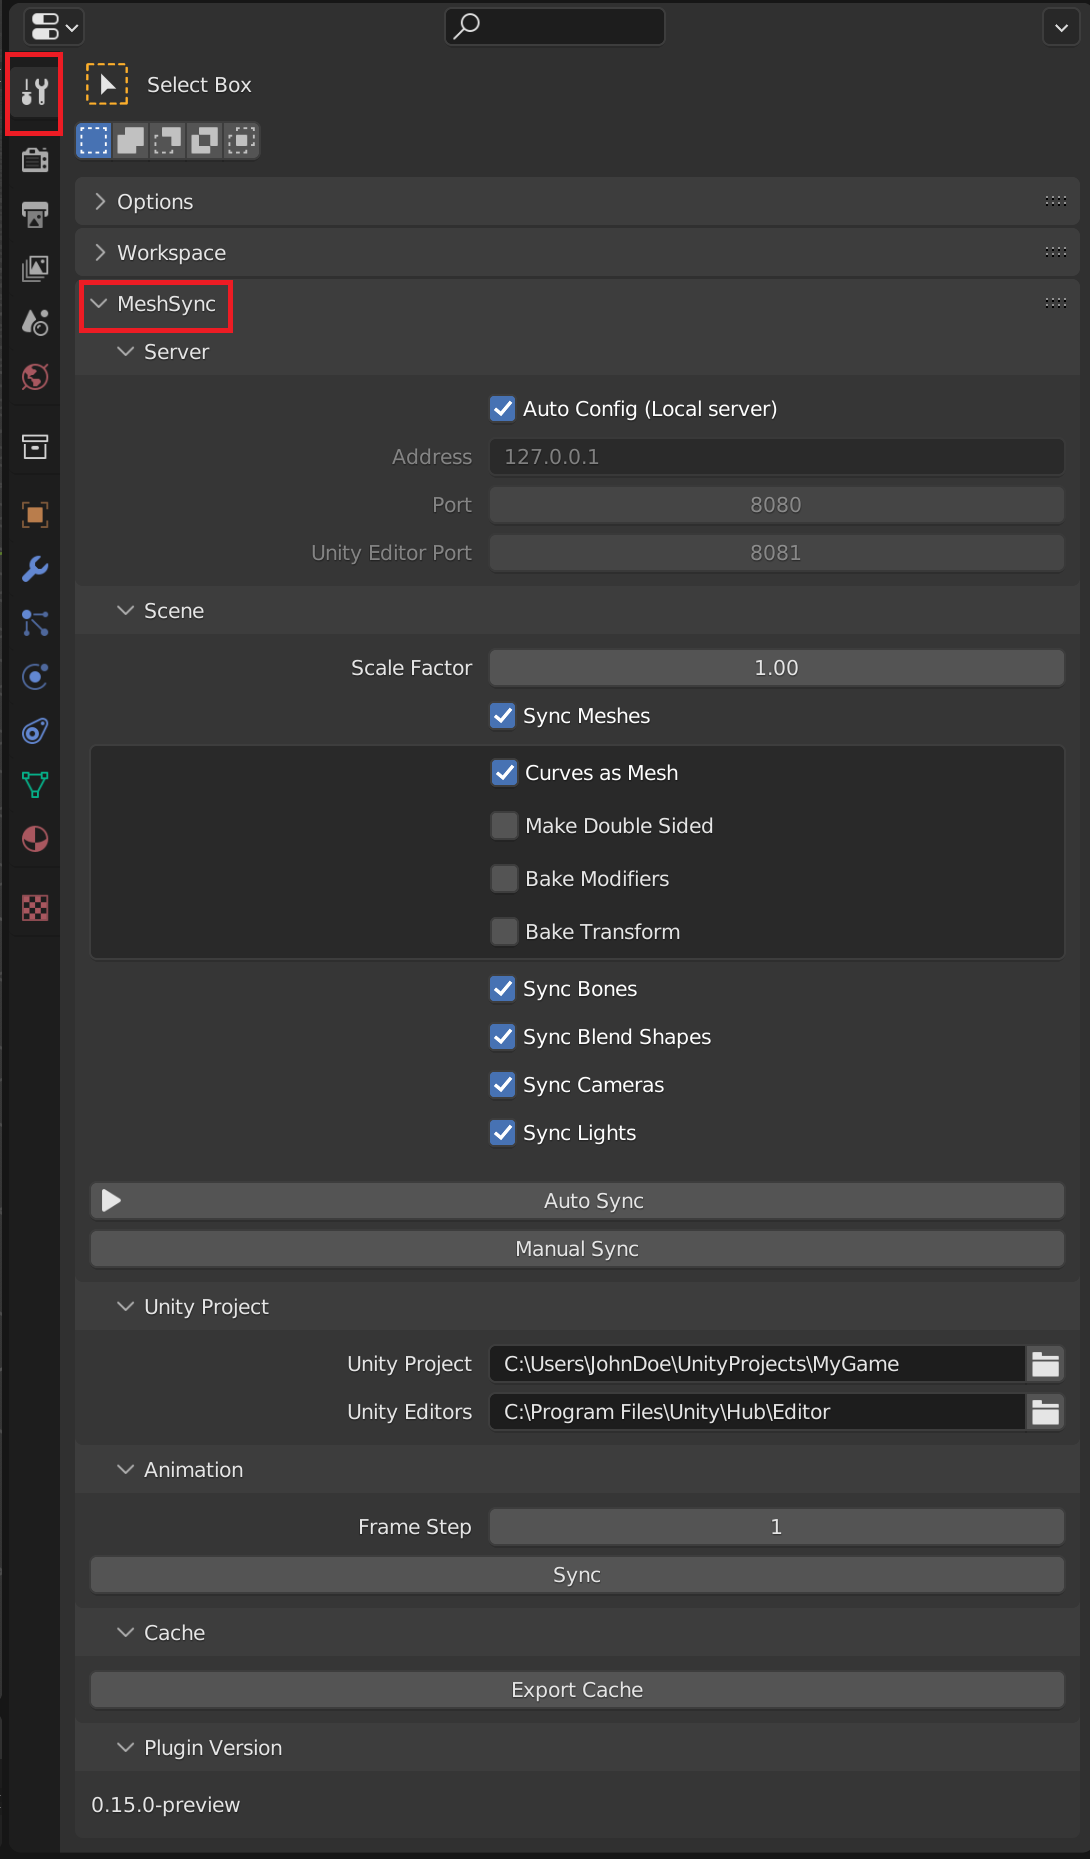 Select Box
Options
Workspace
MeshSync
Server
Auto Config (Local server)
Address 127.0.0.1
Port 8080
Unity Editor Port 8081
Scene
Scale Factor 1.00
Sync Meshes
Curves as Mesh
Make Double Sided
Bake Modifiers
Bake Transform
Sync Bones
Sync Blend Shapes
Sync Cameras
Sync Lights
Auto Sync
Manual Sync
Unity Project
Unity Project C:\Users\JohnDoe\UnityProjects\MyGame
Unity Editors C:\Program Files\Unity\Hub\Editor
Animation
Frame Step 1
Sync
Cache
Export Cache
Plugin Version
0.15.0-preview